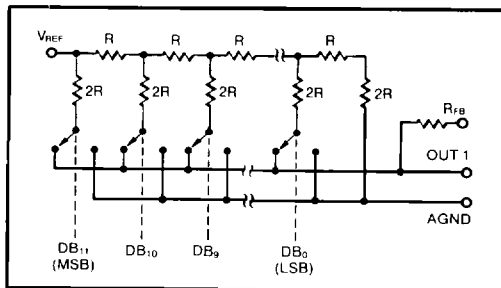 VREF R R R R
2R 2R 2R 2R 2R
RFB
OUT 1
AGND
DB11 DB10 DB9 DB0
(MSB) (LSB)